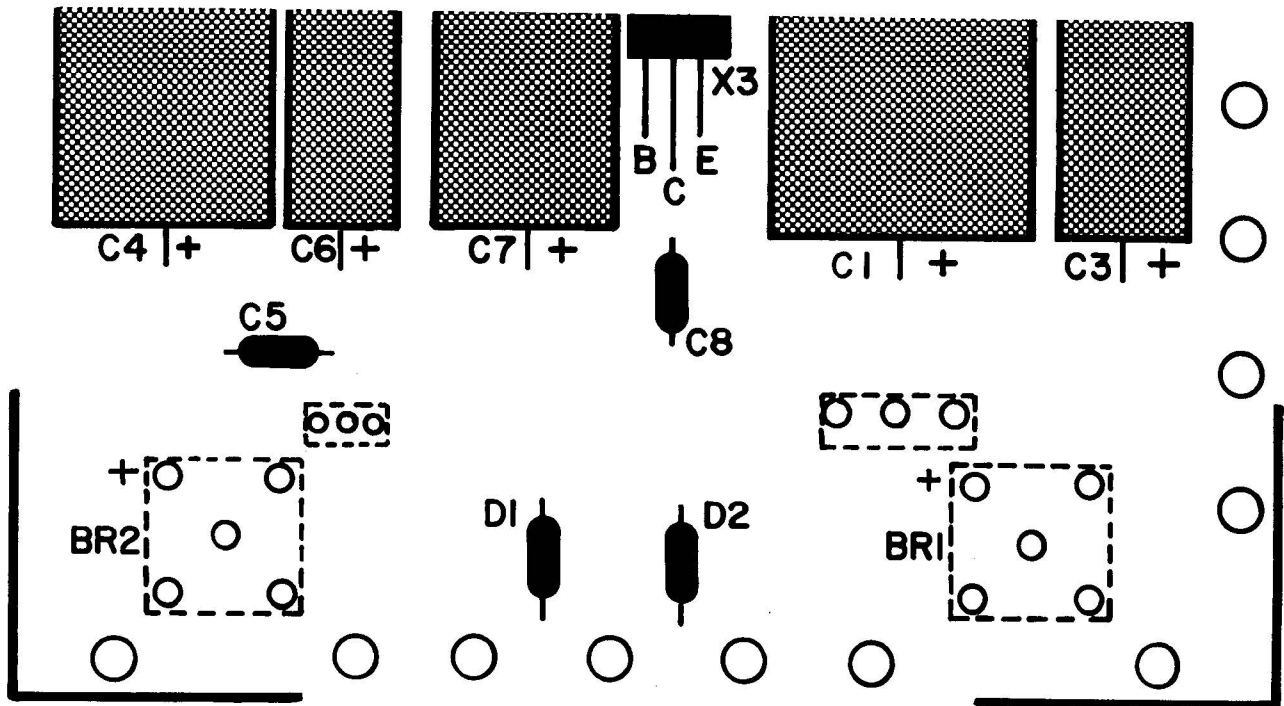 X3
B E
C
C4 + C6 + C7 + C1 + C3 +
C5
C8
+ +
D1 D2
BR2 BR1